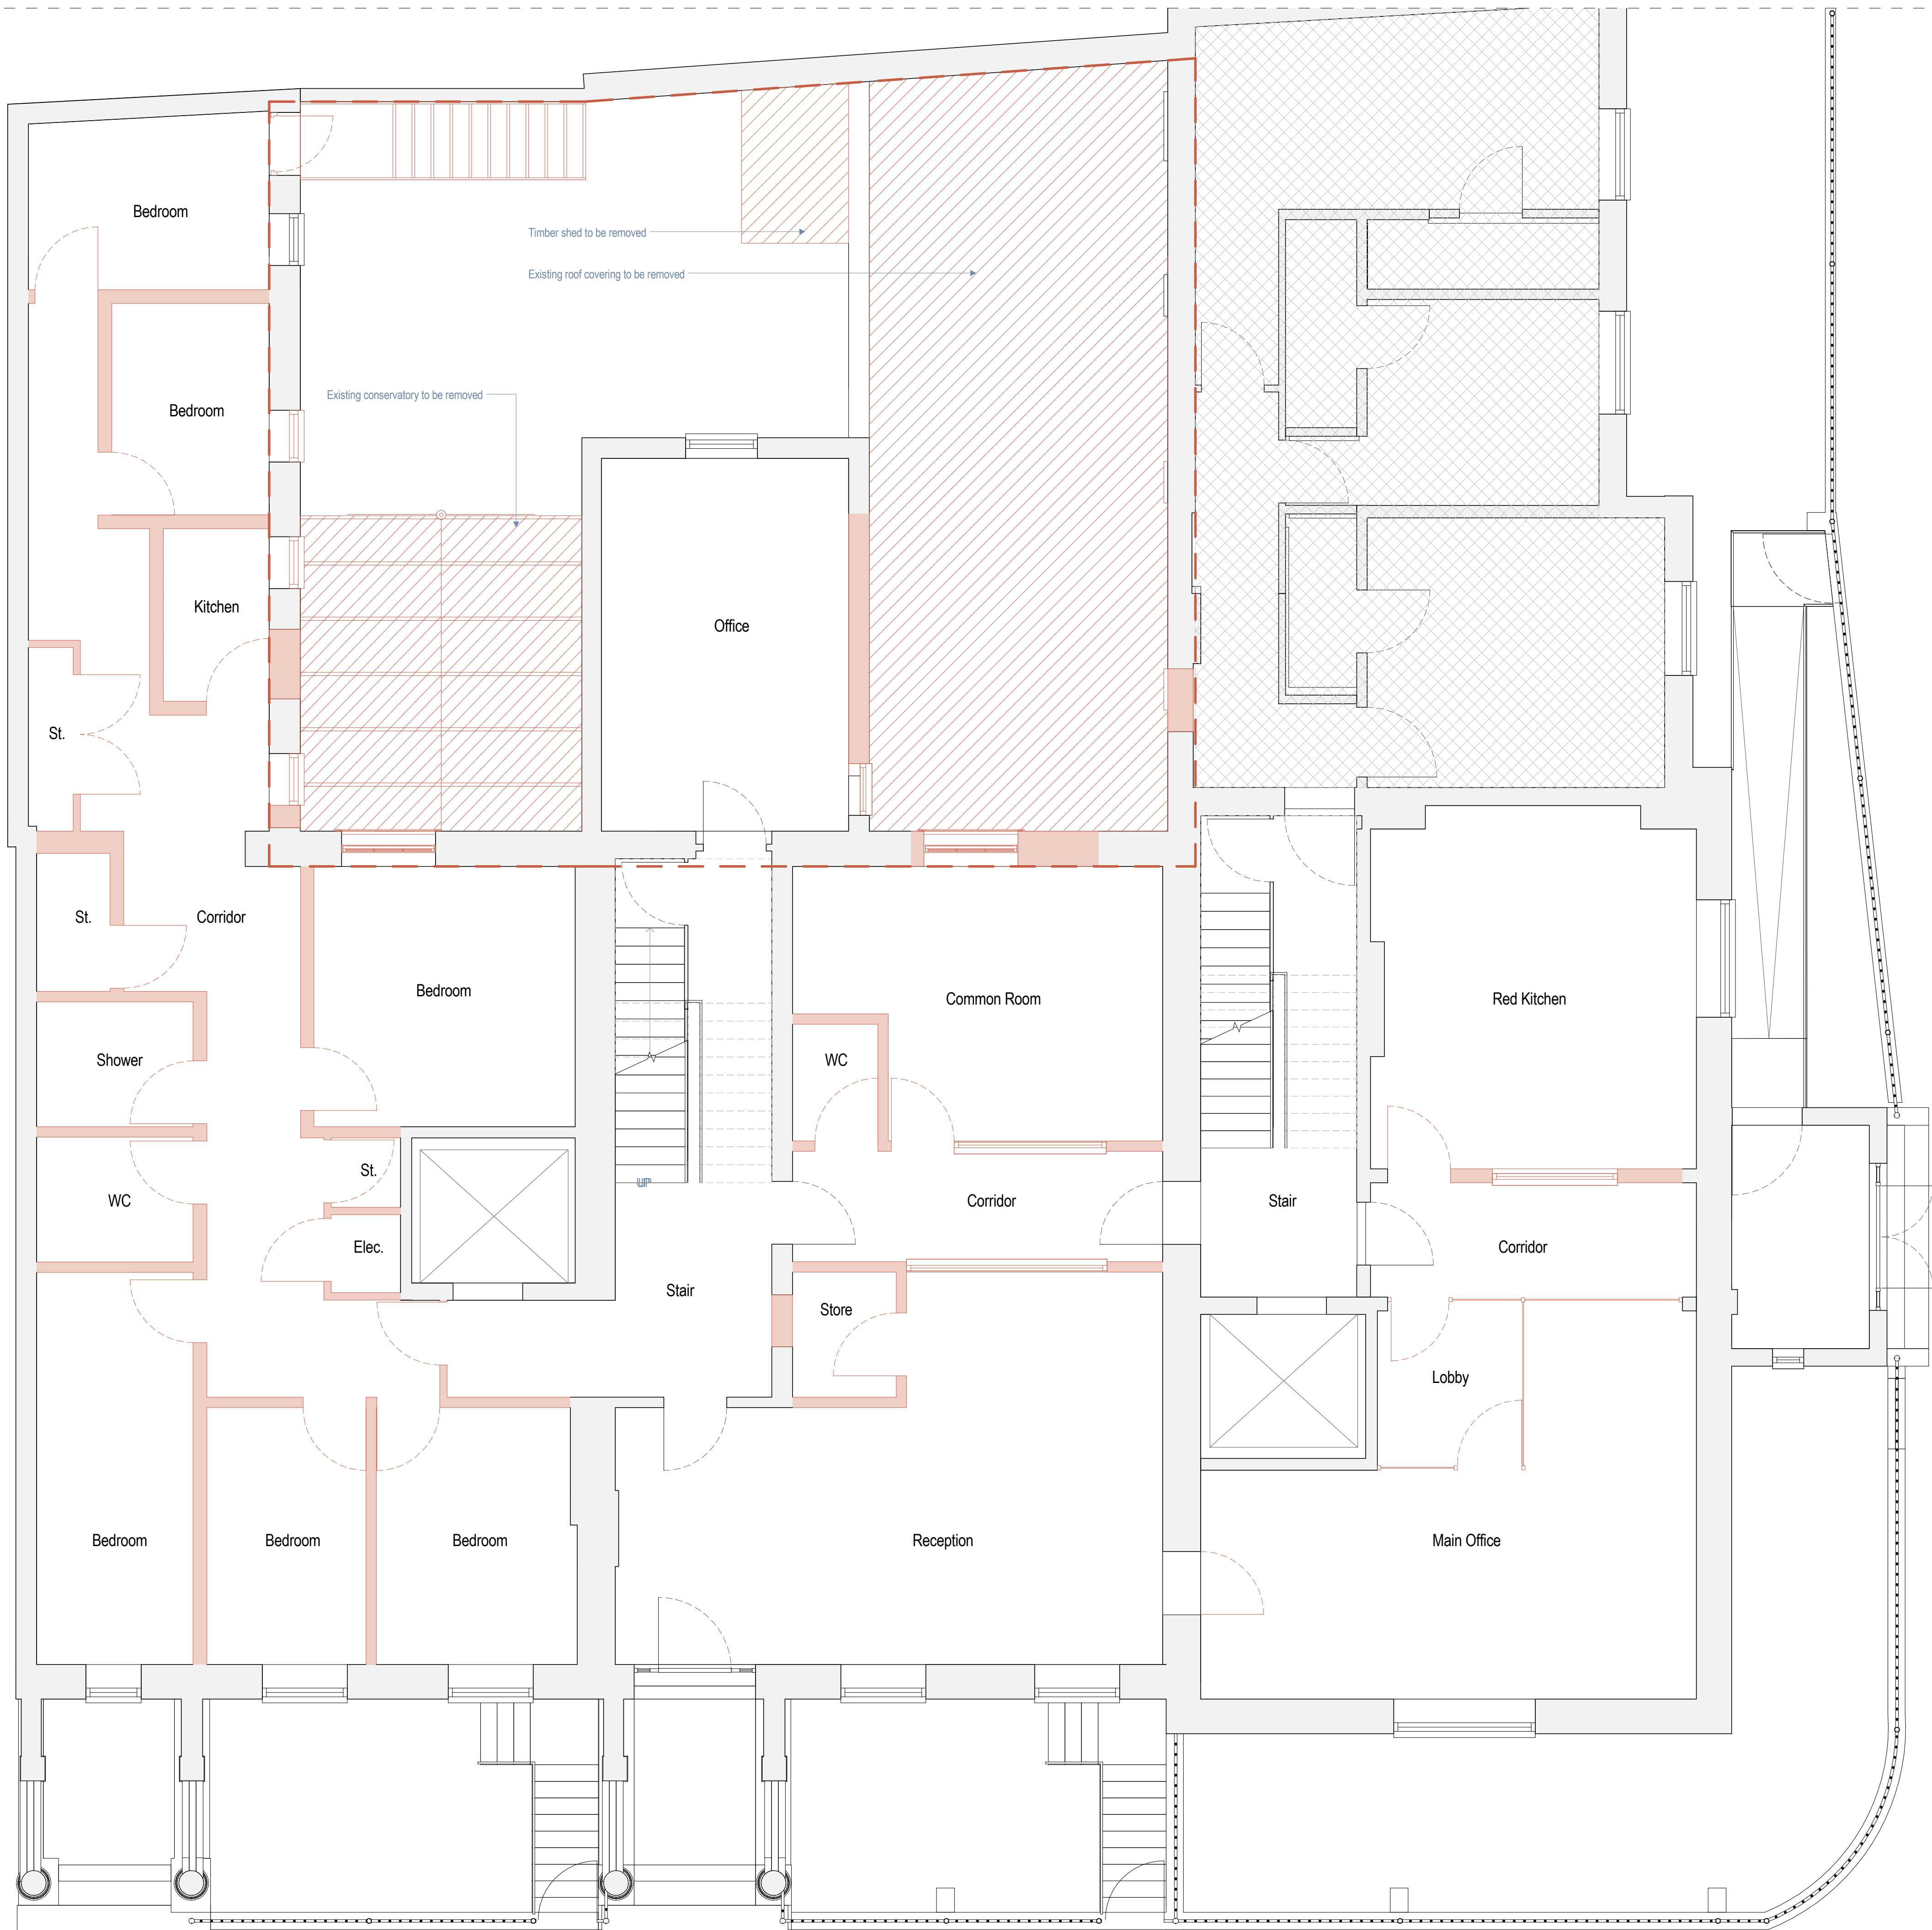 Bedroom
Timber shed to be removed
Existing roof covering to be removed
Existing conservatory to be removed
Bedroom
Kitchen
Office
St.
St.
Corridor
Bedroom
Common Room
Red Kitchen
Shower
WC
St.
UP
WC
Corridor
Stair
Elec.
Corridor
Stair
Store
Lobby
Bedroom
Bedroom
Bedroom
Reception
Main Office